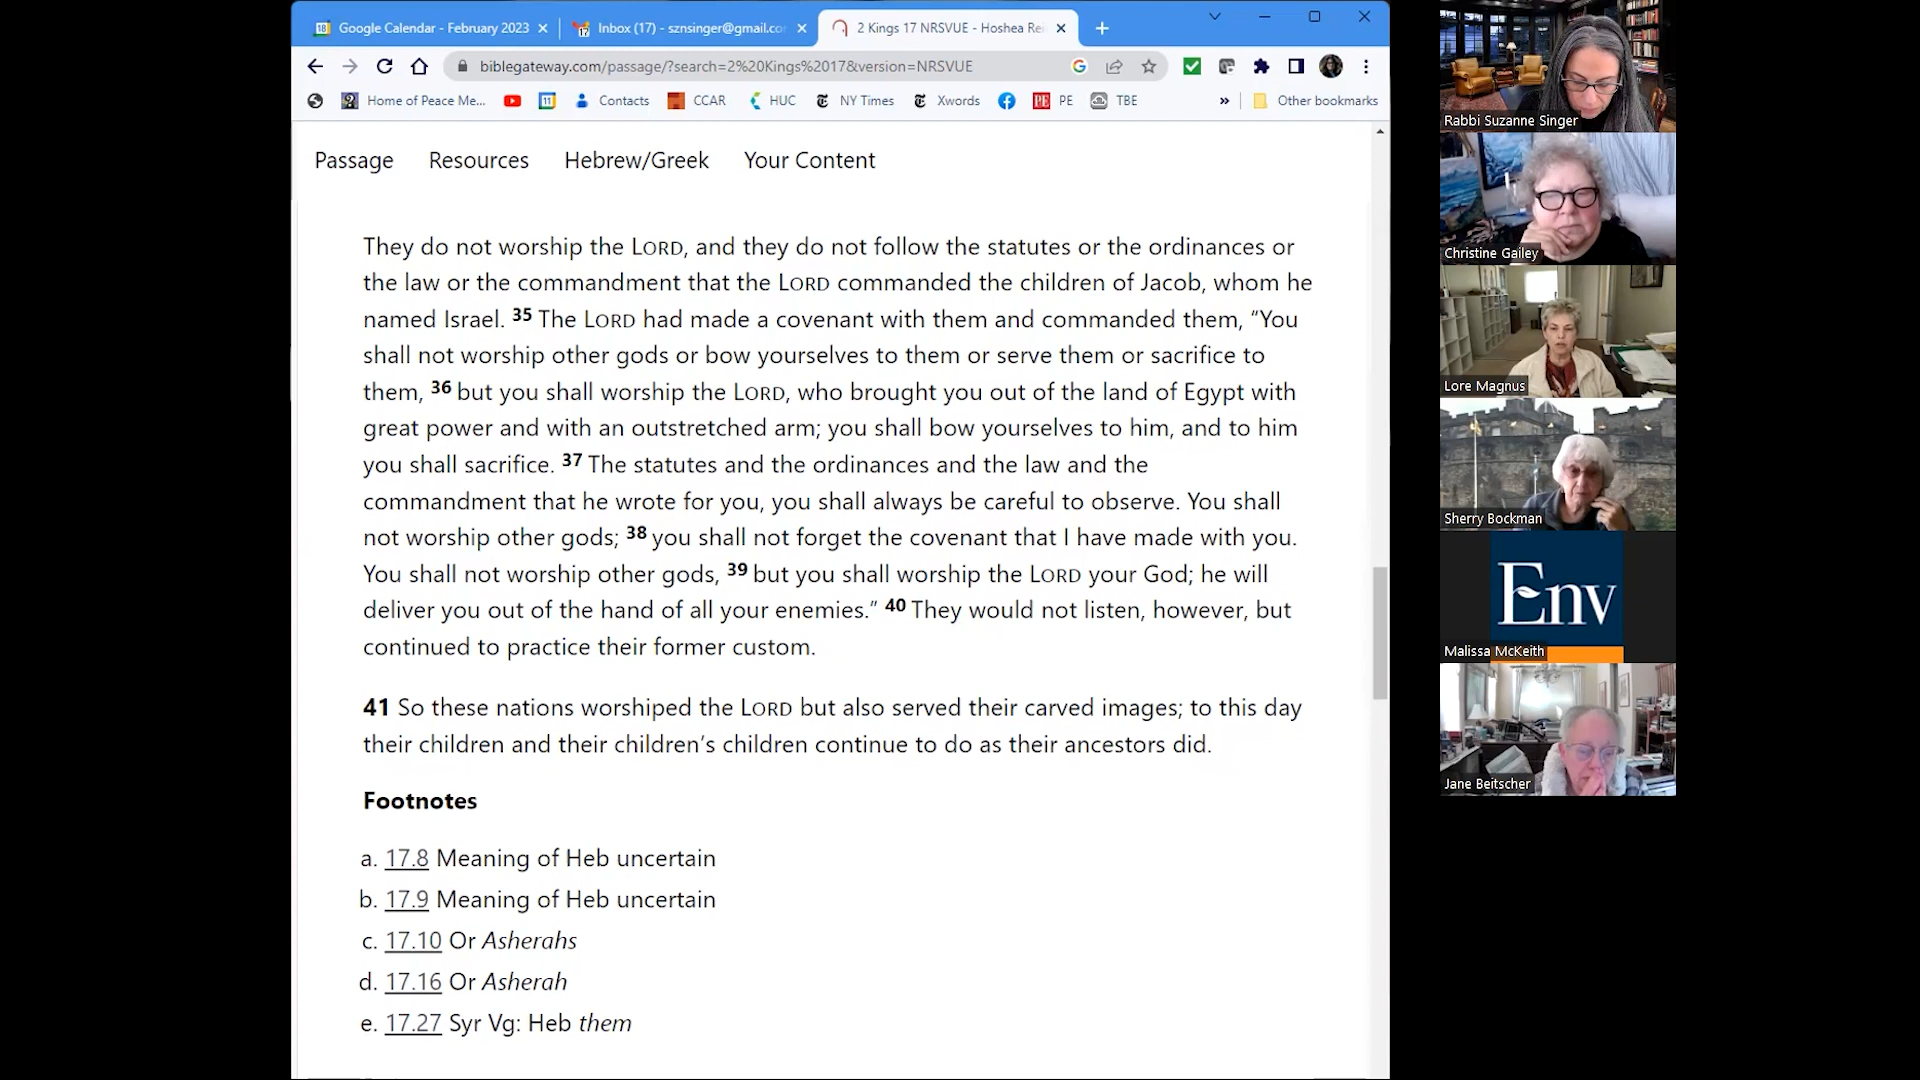 Google Calendar - February 2023
Inbox (17) - sznsinger@gmail.co
2 Kings 17 NRSVUE - Hoshea Rei
biblegateway.com/passage/?search=2%20Kings%2017&version=NRSVUE
Home of Peace Me... Contacts CCAR HUC NY Times Xwords PE PE TBE » Other bookmarks
Passage Resources Hebrew/Greek Your Content
They do not worship the LORD, and they do not follow the statutes or the ordinances or
the law or the commandment that the LORD commanded the children of Jacob, whom he
named Israel. 35 The LORD had made a covenant with them and commanded them, “You
shall not worship other gods or bow yourselves to them or serve them or sacrifice to
them, 36 but you shall worship the LORD, who brought you out of the land of Egypt with
great power and with an outstretched arm; you shall bow yourselves to him, and to him
you shall sacrifice. 37 The statutes and the ordinances and the law and the
commandment that he wrote for you, you shall always be careful to observe. You shall
not worship other gods; 38 you shall not forget the covenant that I have made with you.
You shall not worship other gods, 39 but you shall worship the LORD your God; he will
deliver you out of the hand of all your enemies.” 40 They would not listen, however, but
continued to practice their former custom.
41 So these nations worshiped the LORD but also served their carved images; to this day
their children and their children’s children continue to do as their ancestors did.
Footnotes
a. 17.8 Meaning of Heb uncertain
b. 17.9 Meaning of Heb uncertain
c. 17.10 Or Asherahs
d. 17.16 Or Asherah
e. 17.27 Syr Vg: Heb them
Rabbi Suzanne Singer
Christine Gailey
Lore Magnus
Sherry Bockman
Env
Malissa McKeith
Jane Beitscher